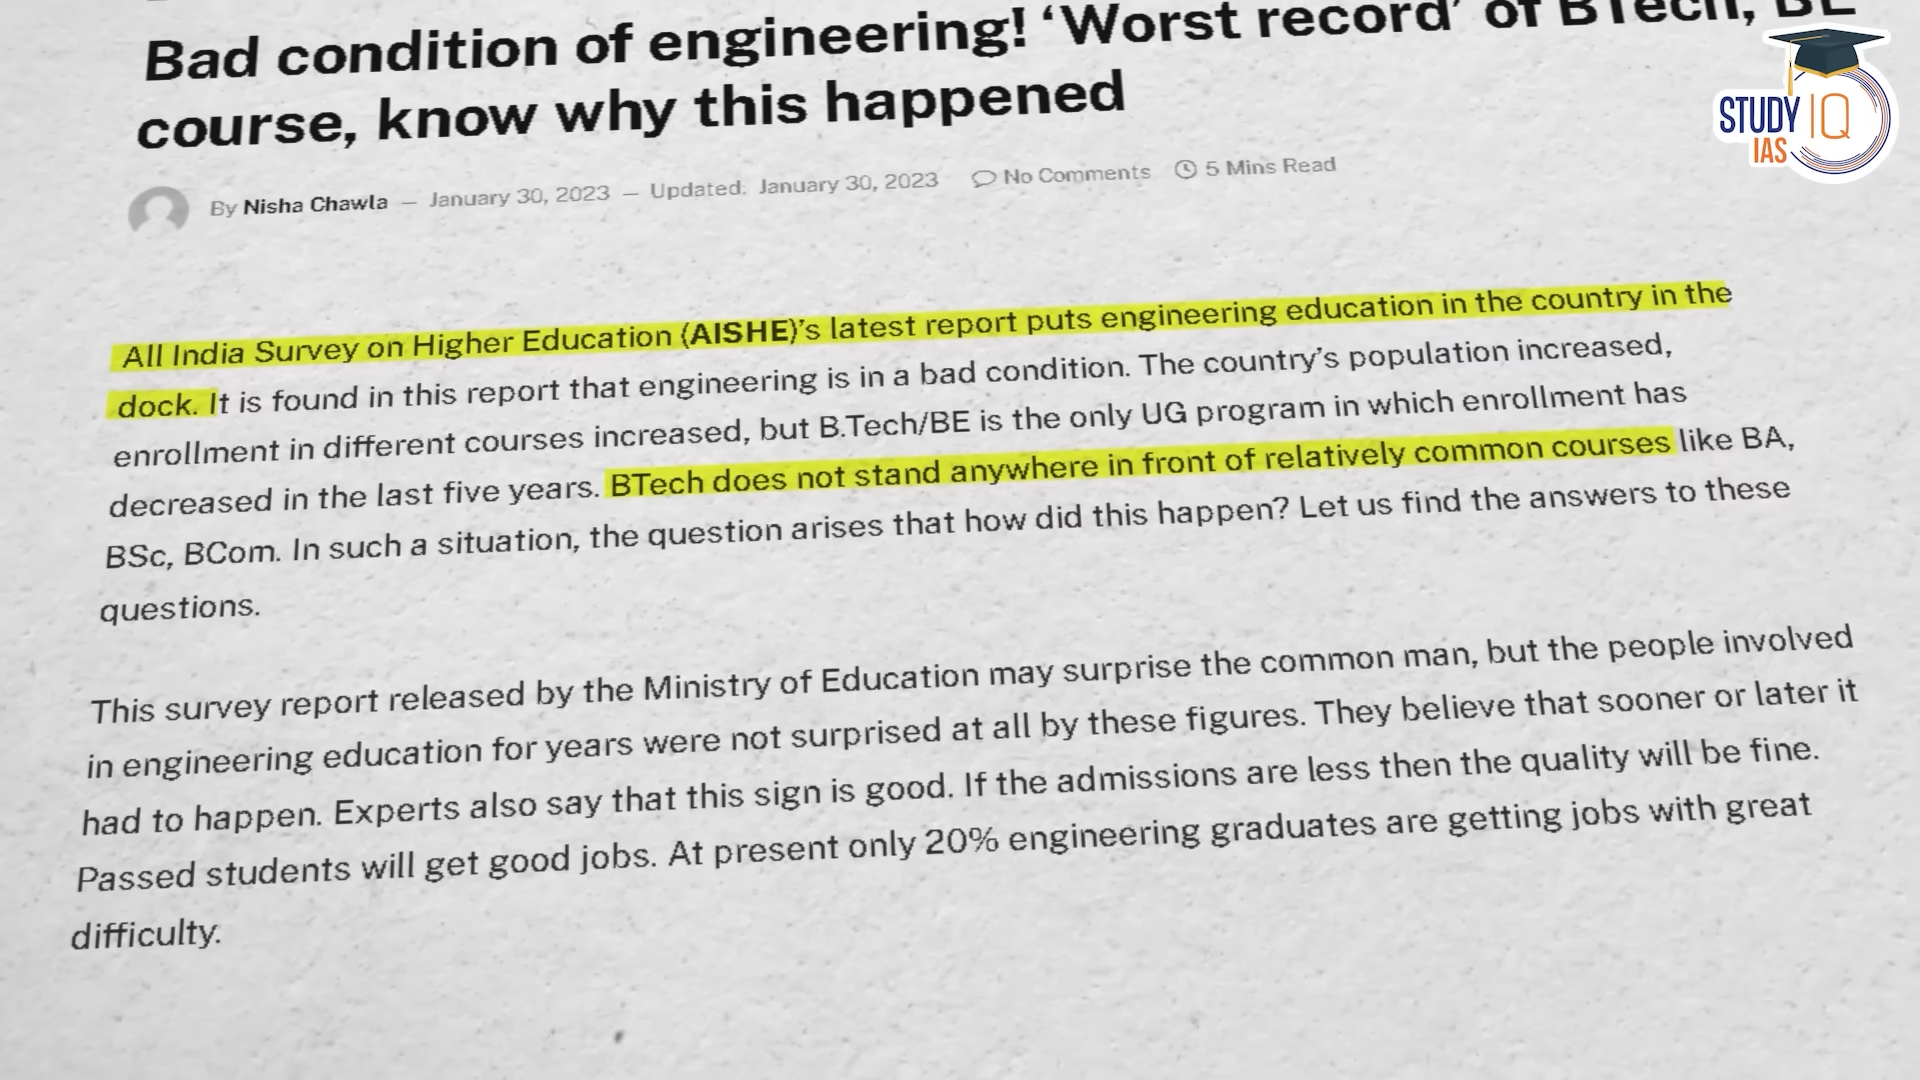 Bad condition of engineering! ‘Worst record’ of BTech, BE
course, know why this happened
By Nisha Chawla — January 30, 2023 — Updated: January 30, 2023 No Comments 5 Mins Read
STUDY IQ
IAS
All India Survey on Higher Education (AISHE)’s latest report puts engineering education in the country in the
dock. It is found in this report that engineering is in a bad condition. The country’s population increased,
enrollment in different courses increased, but B.Tech/BE is the only UG program in which enrollment has
decreased in the last five years. BTech does not stand anywhere in front of relatively common courses like BA,
BSc, BCom. In such a situation, the question arises that how did this happen? Let us find the answers to these
questions.
This survey report released by the Ministry of Education may surprise the common man, but the people involved
in engineering education for years were not surprised at all by these figures. They believe that sooner or later it
had to happen. Experts also say that this sign is good. If the admissions are less then the quality will be fine.
Passed students will get good jobs. At present only 20% engineering graduates are getting jobs with great
difficulty.